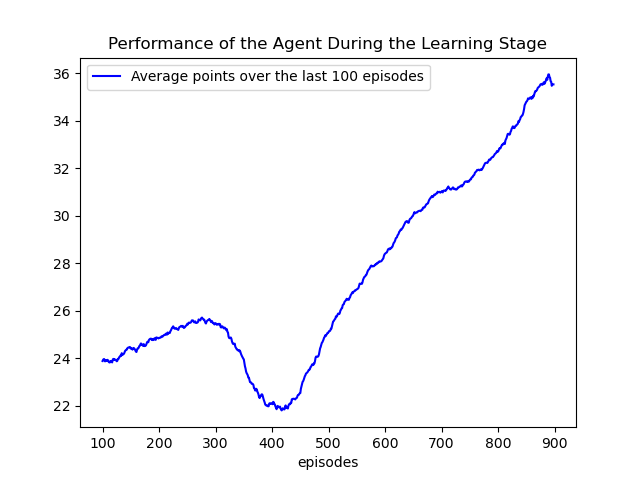 Performance of the Agent During the Learning Stage
Average points over the last 100 episodes
36
34
32
30
28
26
24
22
100 200 300 400 500 600 700 800 900
episodes